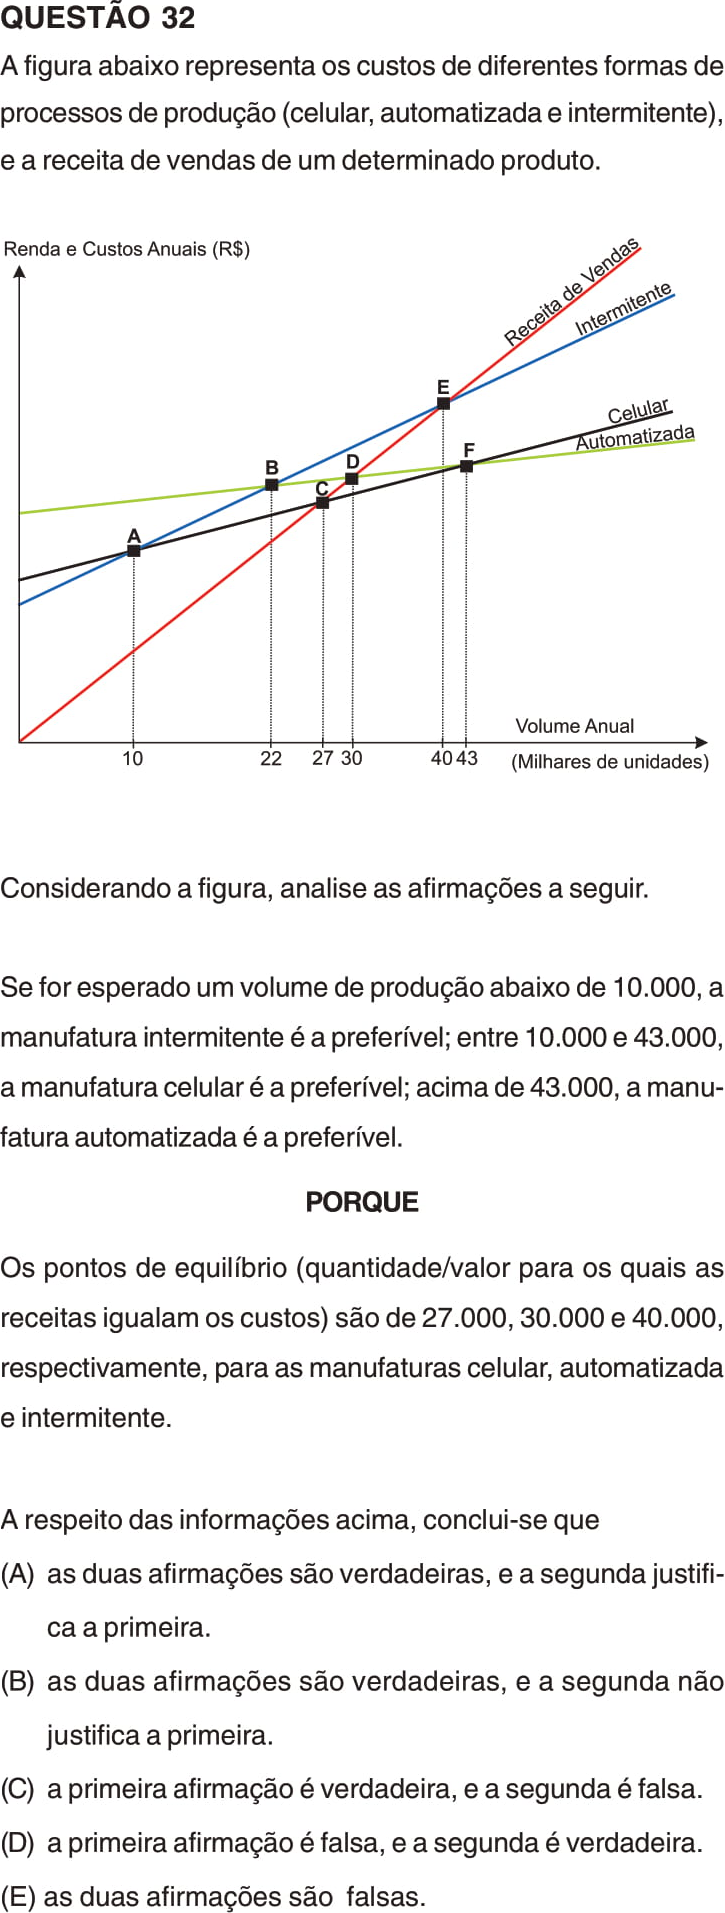 QUESTÃO 32
A figura abaixo representa os custos de diferentes formas de
processos de produção (celular, automatizada e intermitente),
e a receita de vendas de um determinado produto.
Renda e Custos Anuais (R$)
Receita de Vendas
Intermitente
E
Celular
Automatizada
F
D
B
C
A
Volume Anual
10 22 27 30 40 43 (Milhares de unidades)
Considerando a figura, analise as afirmações a seguir.
Se for esperado um volume de produção abaixo de 10.000, a
manufatura intermitente é a preferível; entre 10.000 e 43.000,
a manufatura celular é a preferível; acima de 43.000, a manu-
fatura automatizada é a preferível.
PORQUE
Os pontos de equilíbrio (quantidade/valor para os quais as
receitas igualam os custos) são de 27.000, 30.000 e 40.000,
respectivamente, para as manufaturas celular, automatizada
e intermitente.
A respeito das informações acima, conclui-se que
(A) as duas afirmações são verdadeiras, e a segunda justifi-
ca a primeira.
(B) as duas afirmações são verdadeiras, e a segunda não
justifica a primeira.
(C) a primeira afirmação é verdadeira, e a segunda é falsa.
(D) a primeira afirmação é falsa, e a segunda é verdadeira.
(E) as duas afirmações são falsas.